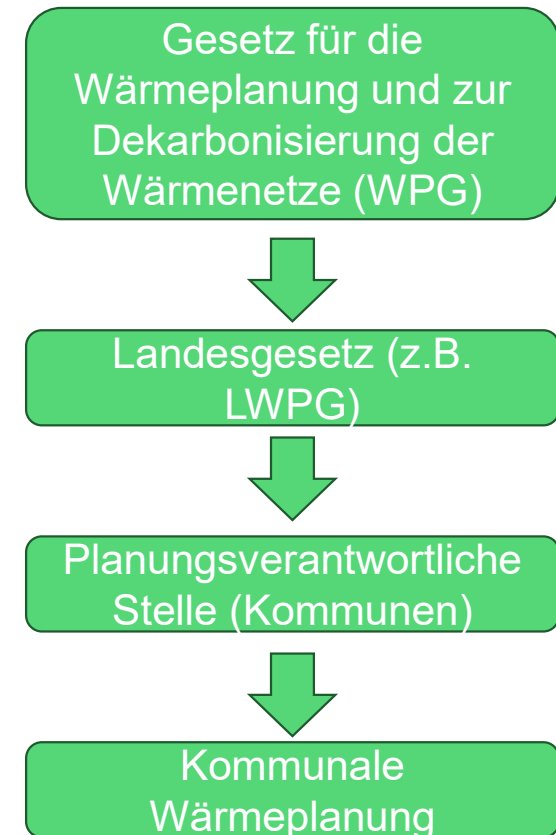 Gesetz für die
Wärmeplanung und zur
Dekarbonisierung der
Wärmenetze (WPG)
Landesgesetz (z.B.
LWPG)
Planungsverantwortliche
Stelle (Kommunen)
Kommunale
Wärmeplanung